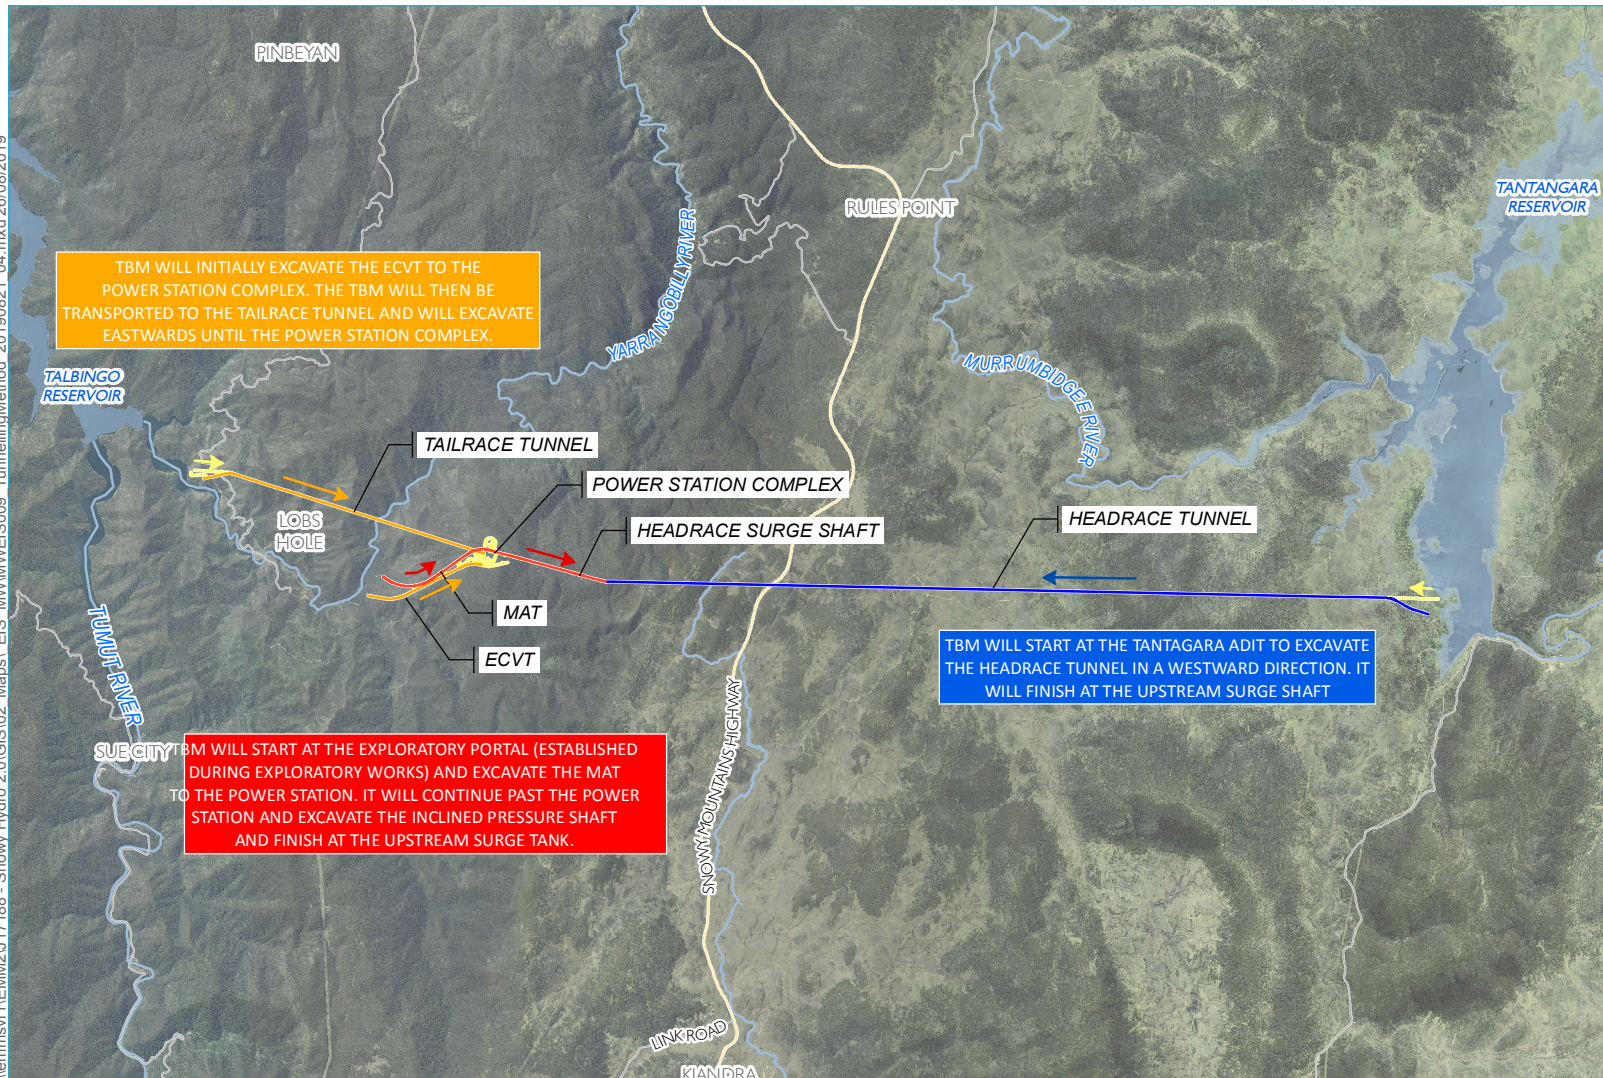 PINBEYAN
RULES POINT
TANTANGARA
RESERVOIR
TBM WILL INITIALLY EXCAVATE THE ECVT TO THE
POWER STATION COMPLEX. THE TBM WILL THEN BE
TRANSPORTED TO THE TAILRACE TUNNEL AND WILL EXCAVATE
EASTWARDS UNTIL THE POWER STATION COMPLEX.
YARRANGOBILLY RIVER
TALBINGO
RESERVOIR
MURRUMBIDGEE RIVER
TAILRACE TUNNEL
POWER STATION COMPLEX
HEADRACE SURGE SHAFT
HEADRACE TUNNEL
LOBS
HOLE
MAT
ECVT
TUMUT RIVER
TBM WILL START AT THE TANTAGARA ADIT TO EXCAVATE
THE HEADRACE TUNNEL IN A WESTWARD DIRECTION. IT
WILL FINISH AT THE UPSTREAM SURGE SHAFT
SNOWY MOUNTAINS HIGHWAY
SUE CITY
TBM WILL START AT THE EXPLORATORY PORTAL (ESTABLISHED
DURING EXPLORATORY WORKS) AND EXCAVATE THE MAT
TO THE POWER STATION. IT WILL CONTINUE PAST THE POWER
STATION AND EXCAVATE THE INCLINED PRESSURE SHAFT
AND FINISH AT THE UPSTREAM SURGE TANK.
LINK ROAD
KIANDRA